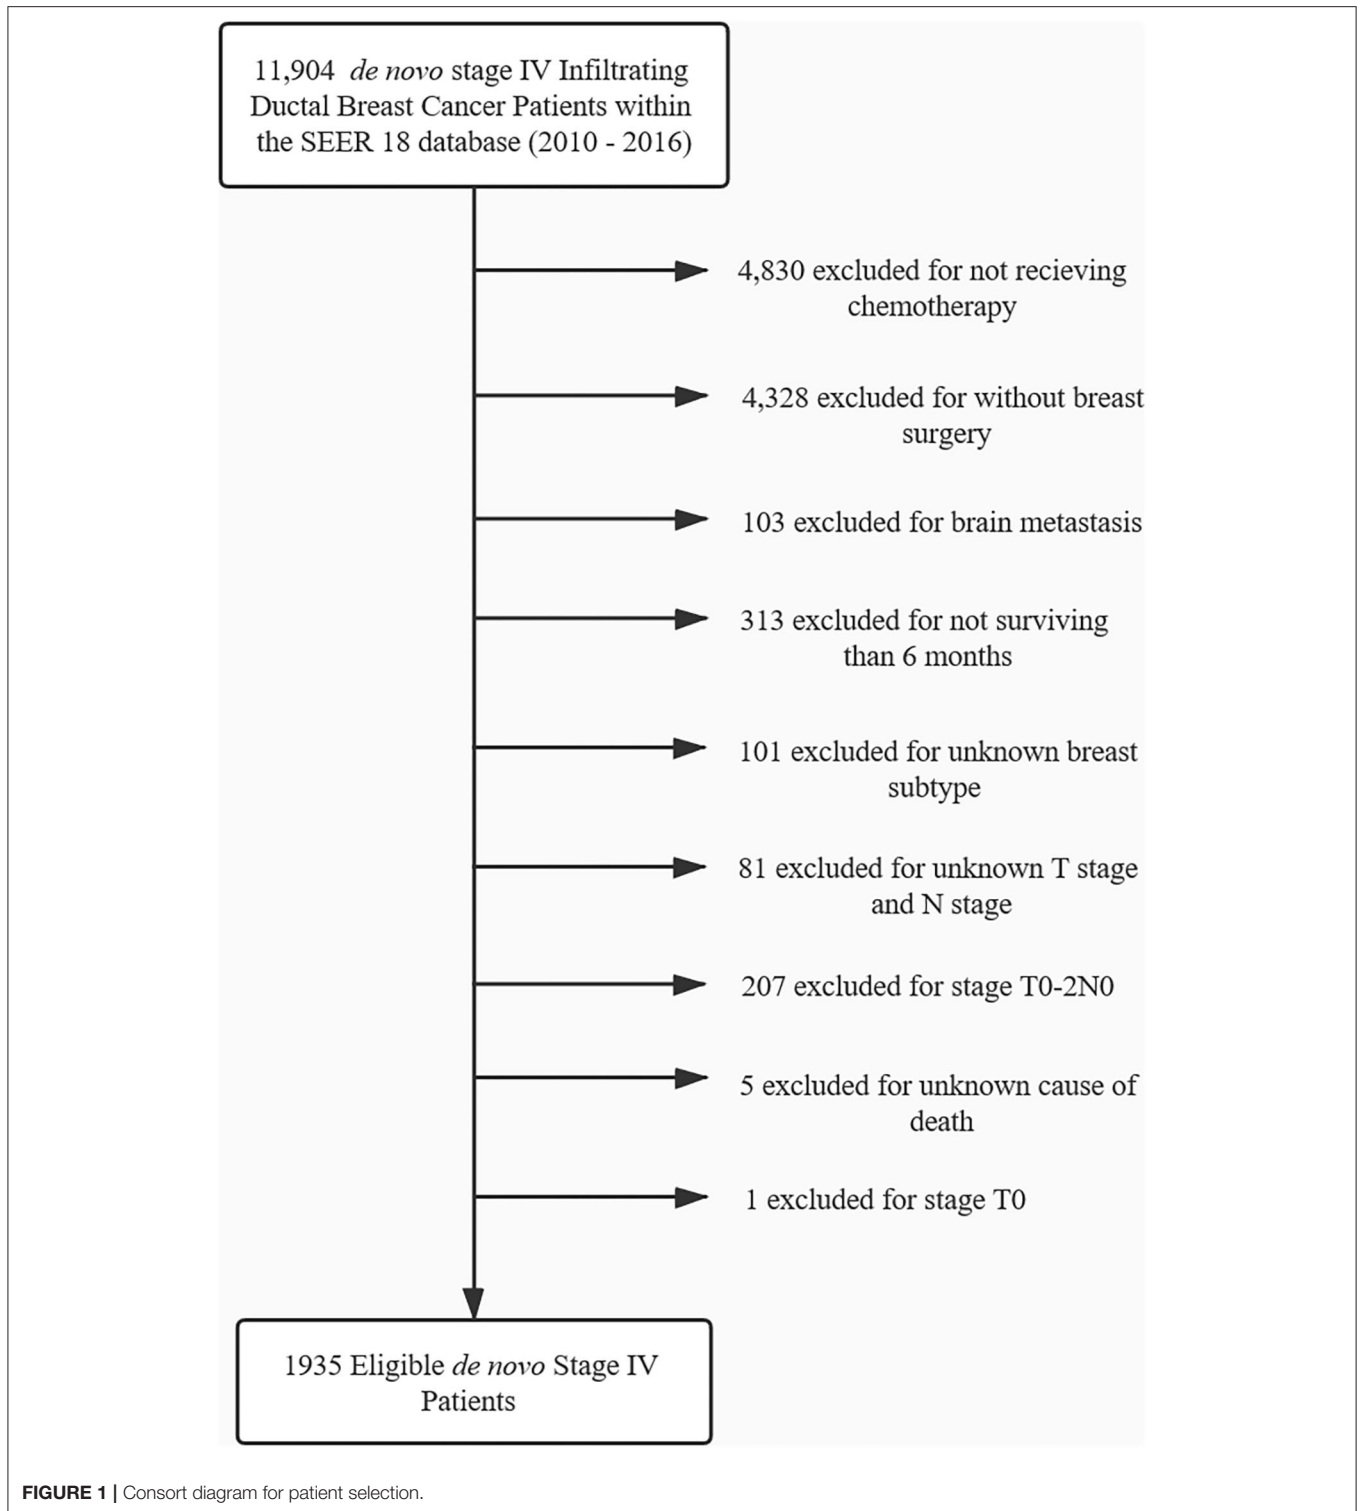 11,904 de novo stage IV Infiltrating
Ductal Breast Cancer Patients within
the SEER 18 database (2010 - 2016)
4,830 excluded for not recieving
chemotherapy
4,328 excluded for without breast
surgery
103 excluded for brain metastasis
313 excluded for not surviving
than 6 months
101 excluded for unknown breast
subtype
81 excluded for unknown T stage
and N stage
207 excluded for stage T0-2N0
5 excluded for unknown cause of
death
1 excluded for stage T0
1935 Eligible de novo Stage IV
Patients
FIGURE 1 | Consort diagram for patient selection.